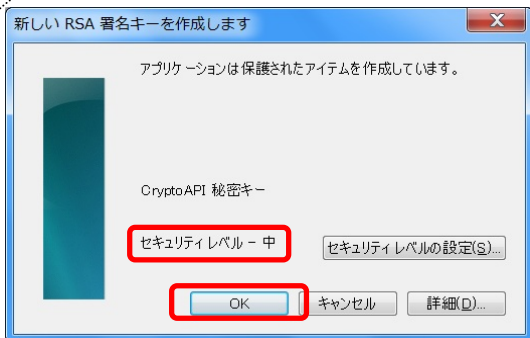 新しい RSA 署名キーを作成します
アプリケーションは保護されたアイテムを作成しています。
CryptoAPI 秘密キー
セキュリティ レベル - 中
セキュリティ レベルの設定(S)...
OK
キャンセル
詳細(D)...